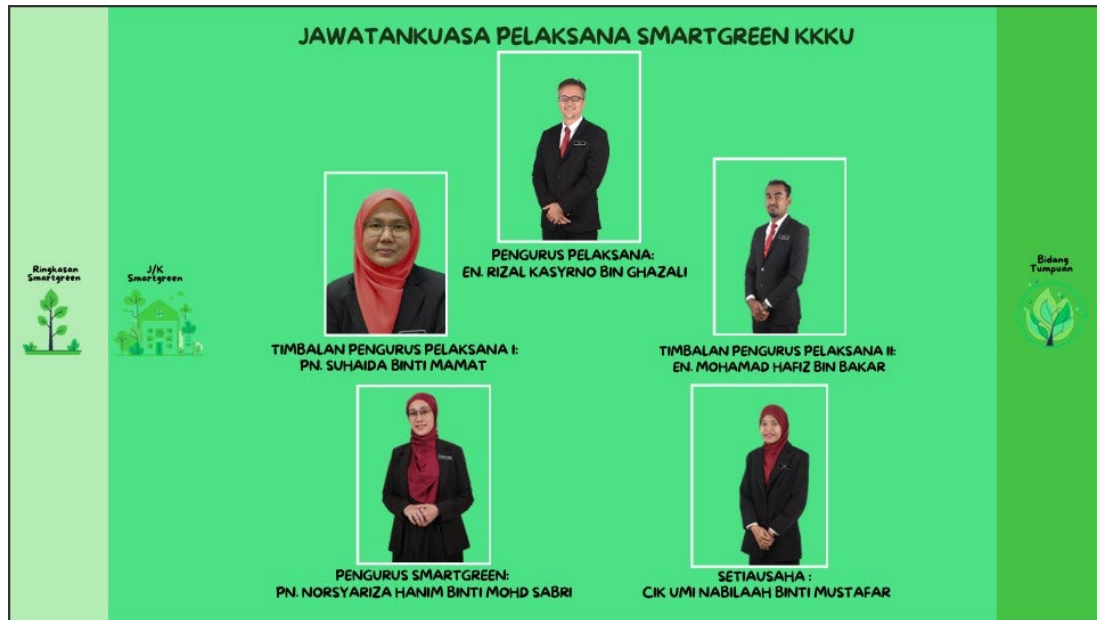 JAWATANKUASA PELAKSANA SMARTGREEN KKKU
PENGURUS PELAKSANA:
EN. RIZAL KASYRNO BIN GHAZALI
TIMBALAN PENGURUS PELAKSANA I:
PN. SUHAIDA BINTI MAMAT
TIMBALAN PENGURUS PELAKSANA II:
EN. MOHAMAD HAFIZ BIN BAKAR
PENGURUS SMARTGREEN:
PN. NORSYARIZA HANIM BINTI MOHD SABRI
SETIAUSAHA :
CIK UMI NABILAAH BINTI MUSTAFAR
Ringkasan
Smartgreen
J/K
Smartgreen
Bidang
Tumpuan